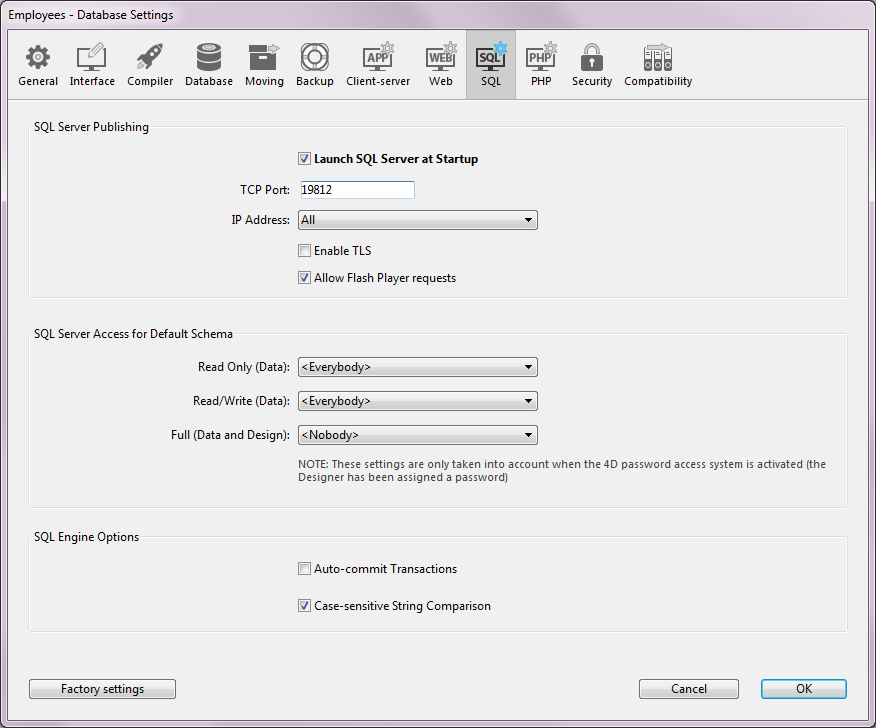 Employees - Database Settings
General Interface Compiler Database Moving Backup Client-server Web SQL PHP Security Compatibility
APP WEB SQL PHP
SQL Server Publishing
Launch SQL Server at Startup
TCP Port: 19812
IP Address: All
Enable TLS
Allow Flash Player requests
SQL Server Access for Default Schema
Read Only (Data): <Everybody>
Read/Write (Data): <Everybody>
Full (Data and Design): <Nobody>
NOTE: These settings are only taken into account when the 4D password access system is activated (the
Designer has been assigned a password)
SQL Engine Options
Auto-commit Transactions
Case-sensitive String Comparison
Factory settings Cancel OK